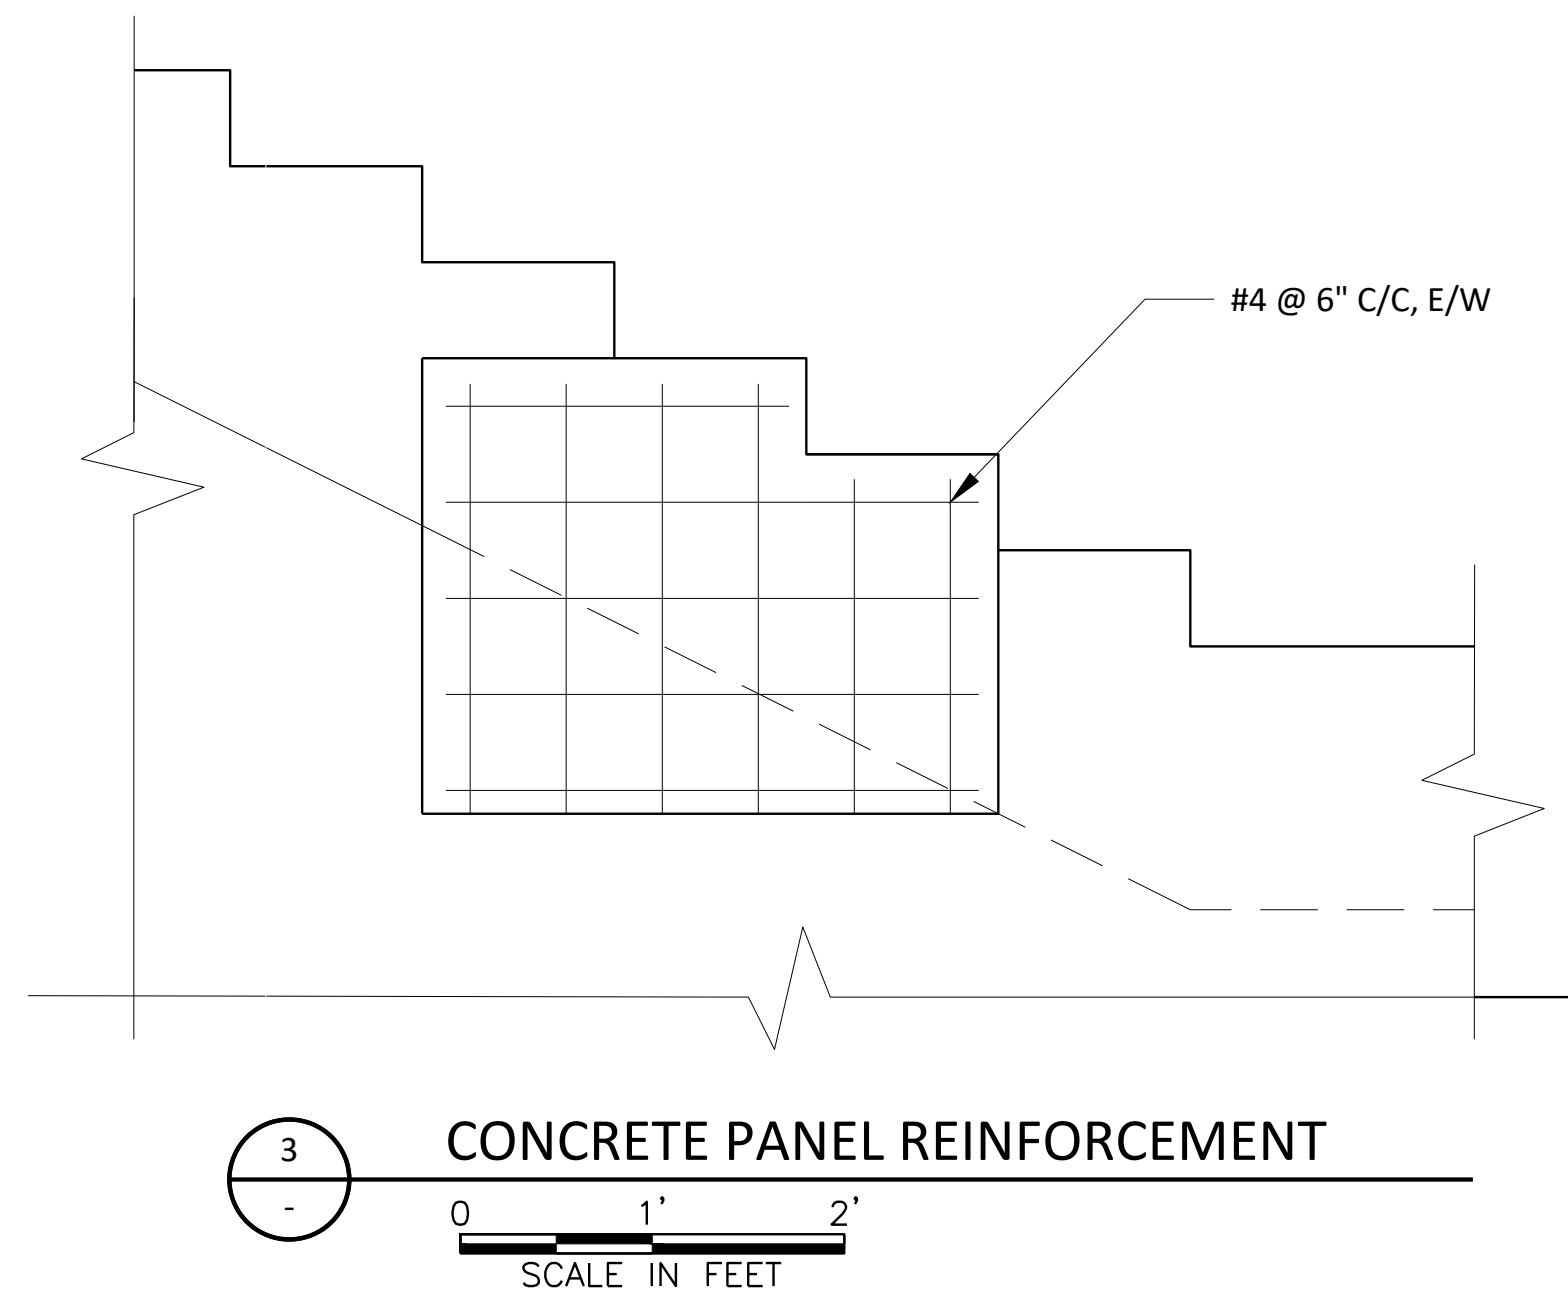 #4 @ 6" C/C, E/W
3
CONCRETE PANEL REINFORCEMENT
-
0 1' 2'
SCALE IN FEET